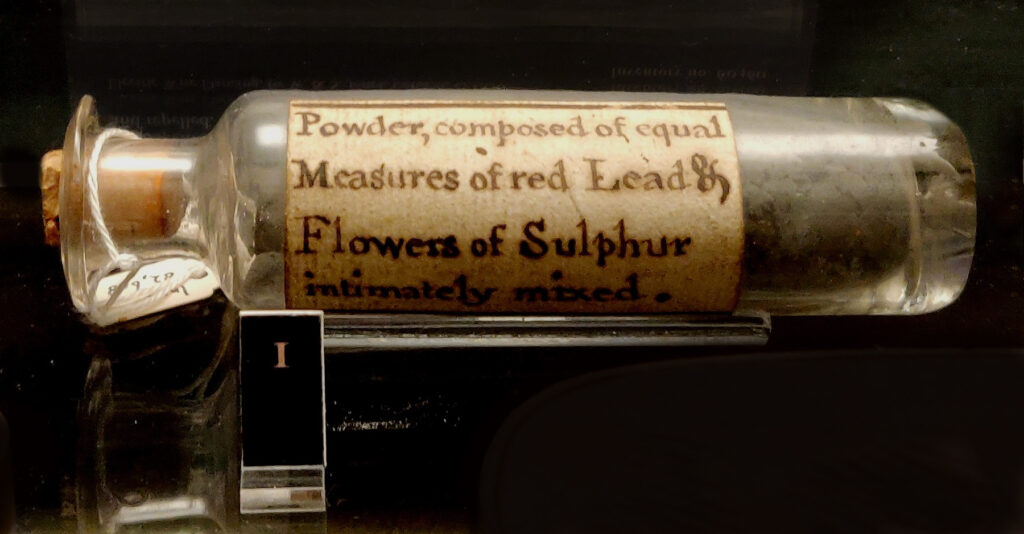 Powder, composed of equal
Measures of red Lead &
Flowers of Sulphur
intimately mixed.
I